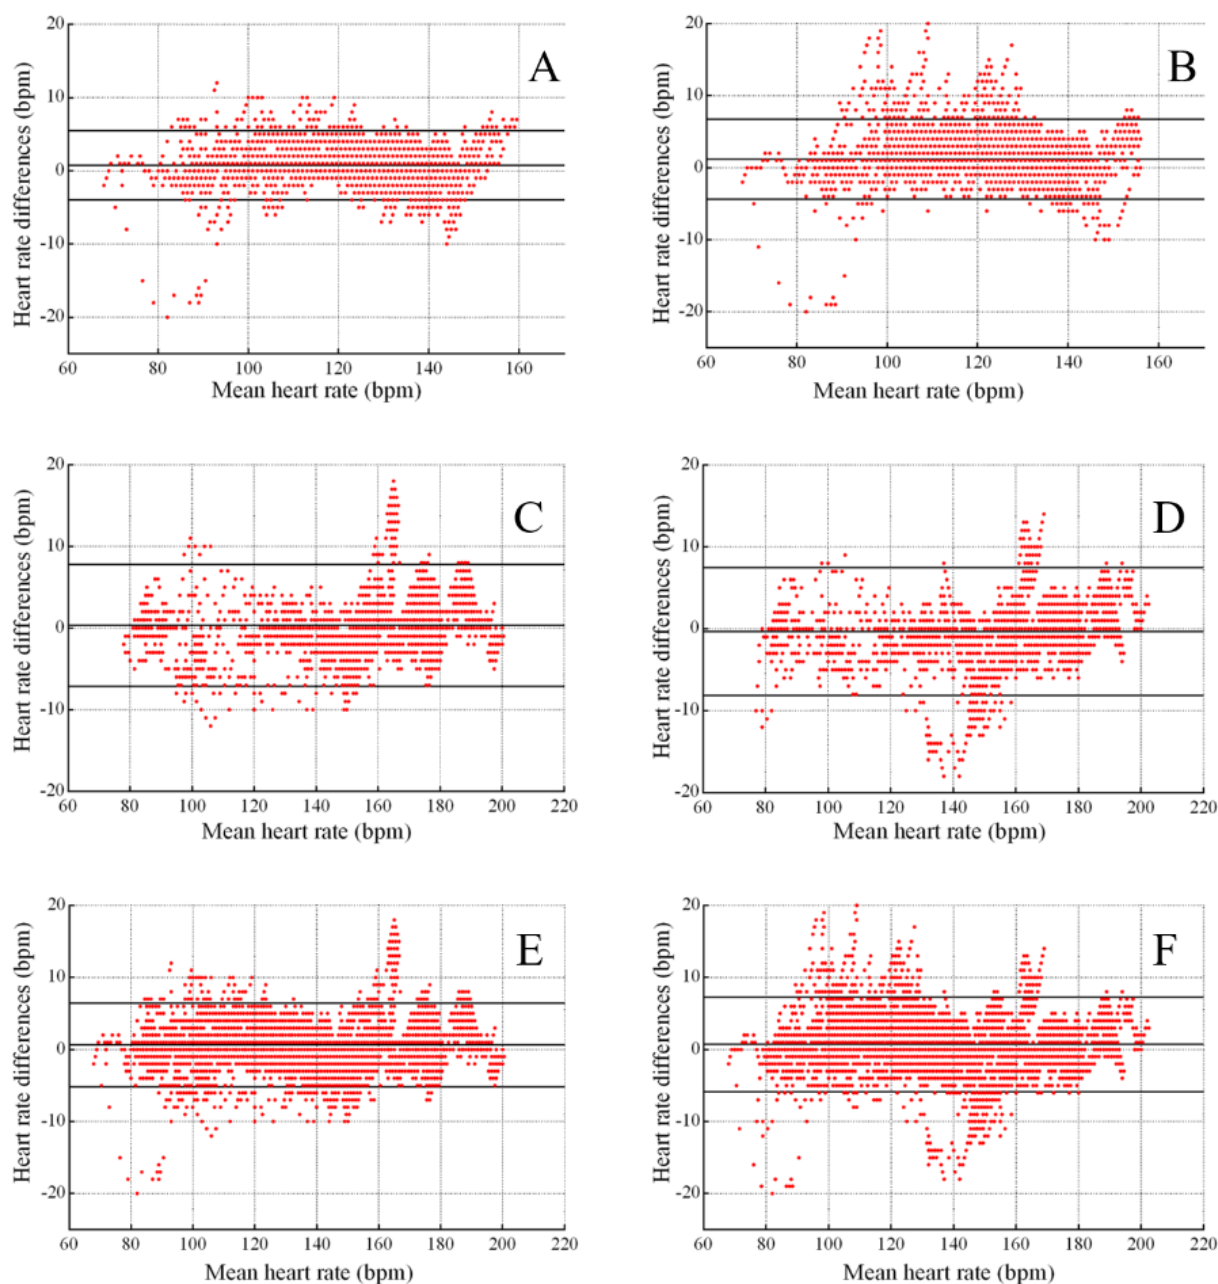 A
Heart rate differences (bpm)
20
10
0
-10
-20
60 80 100 120 140 160
Mean heart rate (bpm)
B
Heart rate differences (bpm)
20
10
0
-10
-20
60 80 100 120 140 160
Mean heart rate (bpm)
C
Heart rate differences (bpm)
20
10
0
-10
-20
60 80 100 120 140 160 180 200 220
Mean heart rate (bpm)
D
Heart rate differences (bpm)
20
10
0
-10
-20
60 80 100 120 140 160 180 200 220
Mean heart rate (bpm)
E
Heart rate differences (bpm)
20
10
0
-10
-20
60 80 100 120 140 160 180 200 220
Mean heart rate (bpm)
F
Heart rate differences (bpm)
20
10
0
-10
-20
60 80 100 120 140 160 180 200 220
Mean heart rate (bpm)